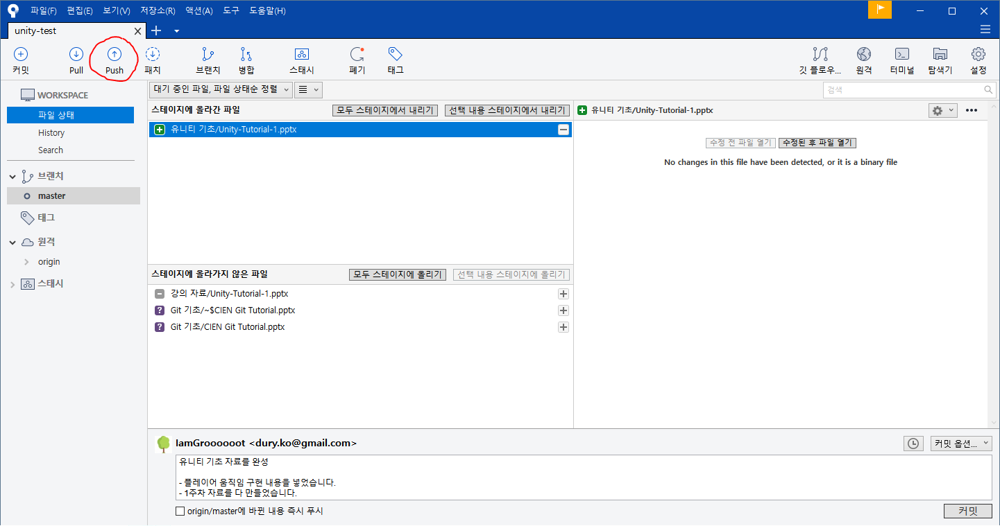 파일(F) 편집(E) 보기(V) 저장소(R) 액션(A) 도구 도움말(H)
unity-test
커밋 Pull Push 패치 브랜치 병합 스태시 폐기 태그 깃 플로우... 원격 터미널 탐색기 설정
WORKSPACE
파일 상태
History
Search
브랜치
master
태그
원격
origin
스태시
대기 중인 파일, 파일 상태순 정렬
검색
스테이지에 올라간 파일 모두 스테이지에서 내리기 선택 내용 스테이지에서 내리기
유니티 기초/Unity-Tutorial-1.pptx
스테이지에 올라가지 않은 파일 모두 스테이지에 올리기 선택 내용 스테이지에 올리기
강의 자료/Unity-Tutorial-1.pptx
Git 기초/~$CIEN Git Tutorial.pptx
Git 기초/CIEN Git Tutorial.pptx
유니티 기초/Unity-Tutorial-1.pptx
수정 전 파일 열기 수정된 후 파일 열기
No changes in this file have been detected, or it is a binary file
IamGroooooot <dury.ko@gmail.com>
커밋 옵션...
유니티 기초 자료를 완성
- 플레이어 움직임 구현 내용을 넣었습니다.
- 1주차 자료를 다 만들었습니다.
origin/master에 바뀐 내용 즉시 푸시
커밋